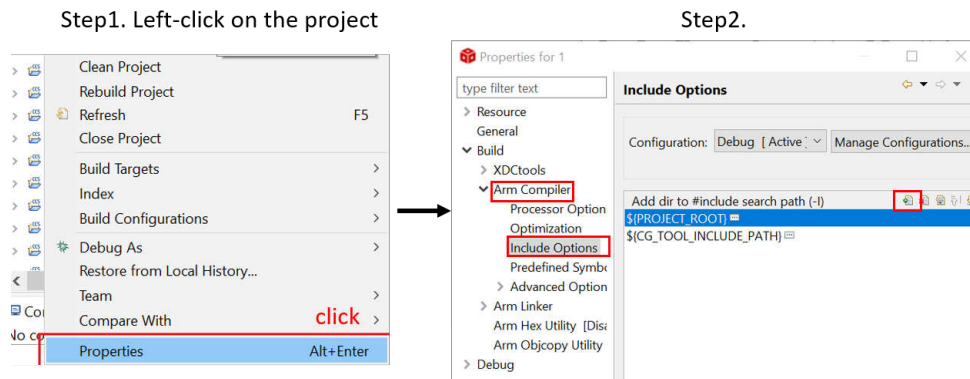 Step1. Left-click on the project
Clean Project
Rebuild Project
Refresh F5
Close Project
Build Targets
Index
Build Configurations
Debug As
Restore from Local History...
Team
Compare With
click
Properties Alt+Enter
Step2.
Properties for 1
type filter text
Resource
General
Build
XDCtools
Arm Compiler
Processor Option
Optimization
Include Options
Predefined Symbo
Advanced Option
Arm Linker
Arm Hex Utility [Disa
Arm Objcopy Utility
Debug
Include Options
Configuration: Debug [ Active ] Manage Configurations...
Add dir to #include search path (-I)
${PROJECT_ROOT}
${CG_TOOL_INCLUDE_PATH}